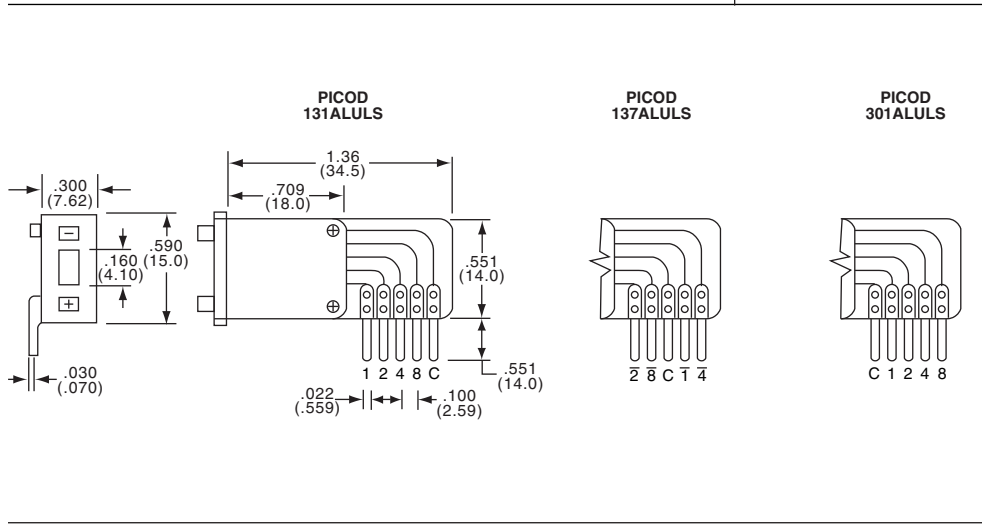 PICOD
131ALULS
PICOD
137ALULS
PICOD
301ALULS
1.36
(34.5)
.709
(18.0)
.300
(7.62)
.590
(15.0)
.160
(4.10)
.551
(14.0)
.551
(14.0)
.030
(.070)
1 2 4 8 C
.022
(.559)
.100
(2.59)
2̅ 8̅ C 1̅ 4̅
C 1 2 4 8